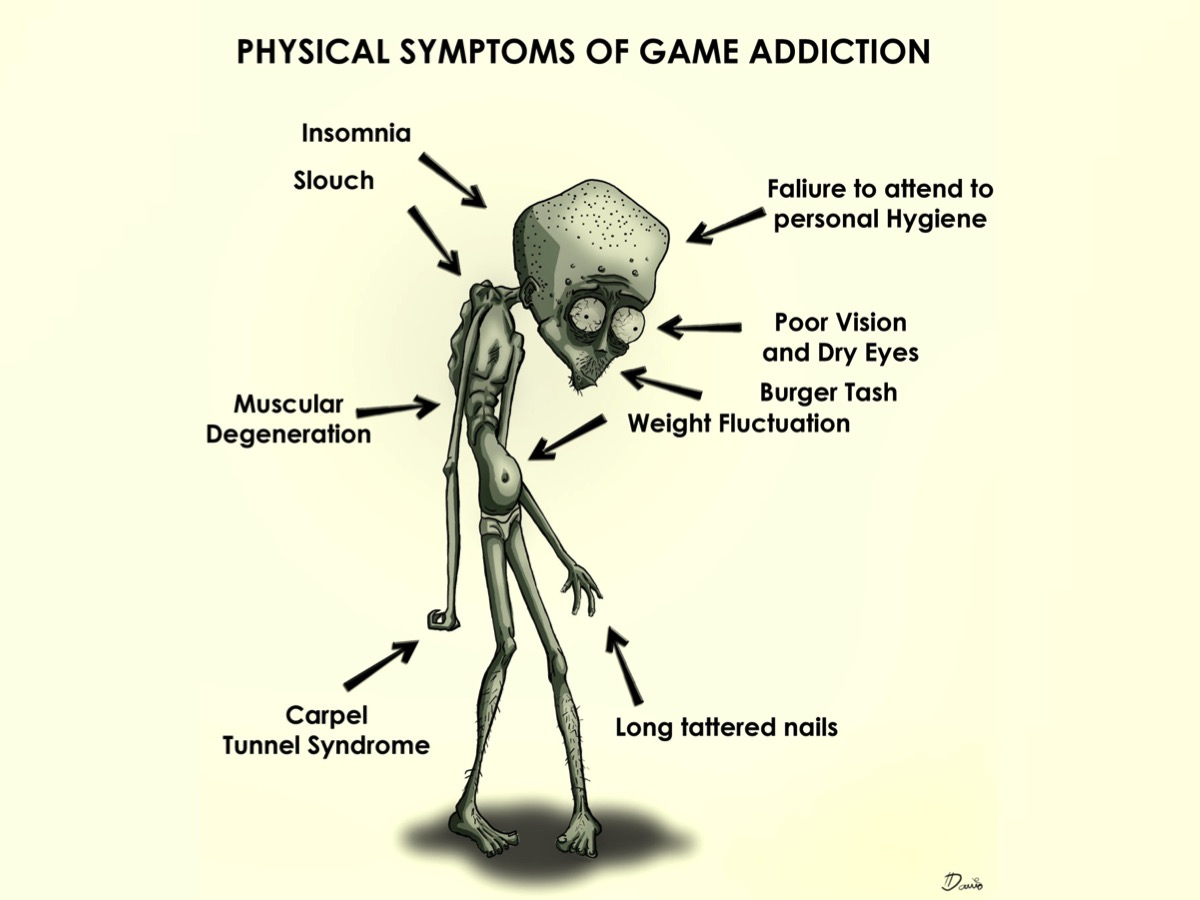 PHYSICAL SYMPTOMS OF GAME ADDICTION
Insomnia
Slouch
Faliure to attend to
personal Hygiene
Poor Vision
and Dry Eyes
Burger Tash
Weight Fluctuation
Muscular
Degeneration
Carpel
Tunnel Syndrome
Long tattered nails